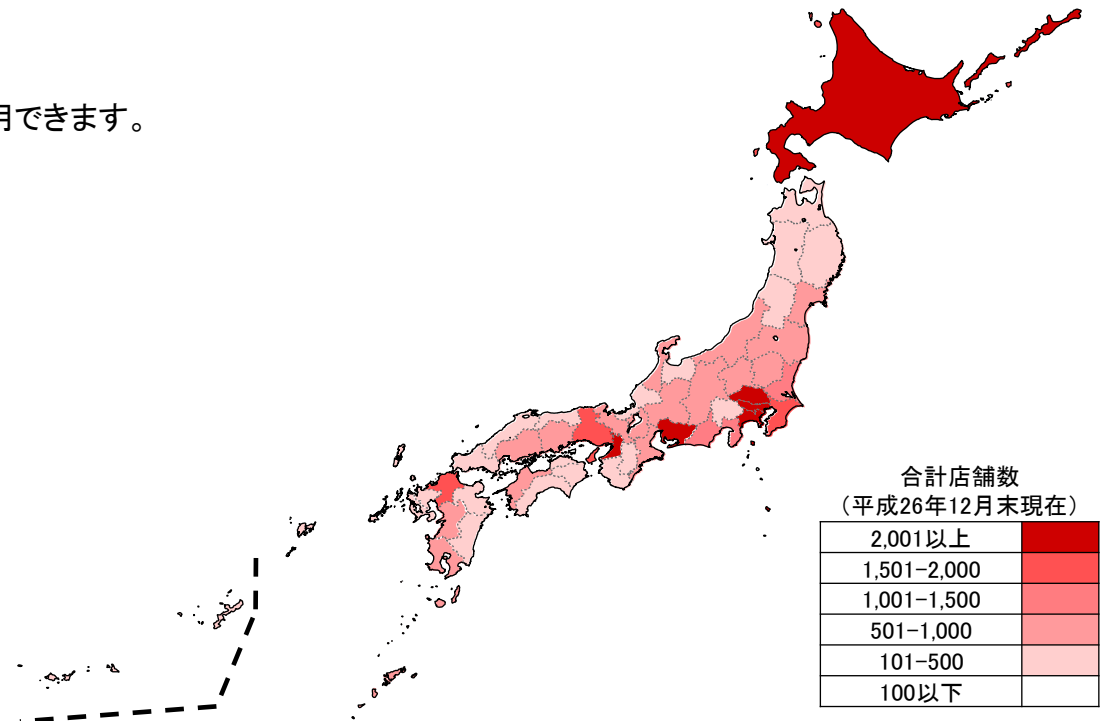 用できます。
合計店舗数
（平成26年12月末現在）
2,001以上
1,501-2,000
1,001-1,500
501-1,000
101-500
100以下